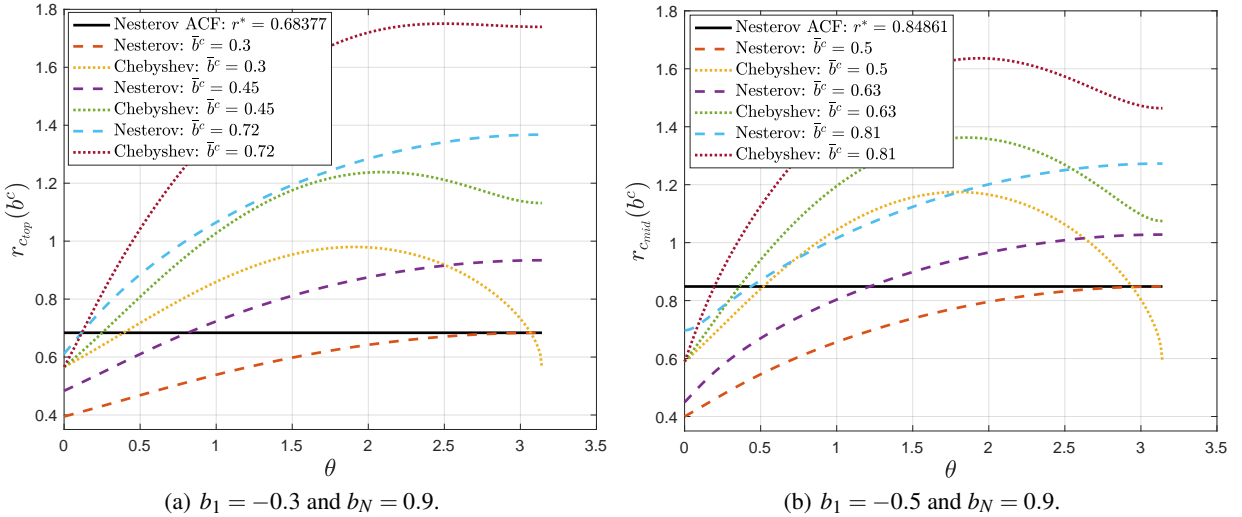 1.8
1.6
1.4
1.2
1
0.8
0.6
0.4
r_{c_{top}}(b^c)
Nesterov ACF: r* = 0.68377
Nesterov: b̄^c = 0.3
Chebyshev: b̄^c = 0.3
Nesterov: b̄^c = 0.45
Chebyshev: b̄^c = 0.45
Nesterov: b̄^c = 0.72
Chebyshev: b̄^c = 0.72
0 0.5 1 1.5 2 2.5 3 3.5
θ
(a) b_1 = −0.3 and b_N = 0.9.
1.8
1.6
1.4
1.2
1
0.8
0.6
0.4
r_{c_{mid}}(b^c)
Nesterov ACF: r* = 0.84861
Nesterov: b̄^c = 0.5
Chebyshev: b̄^c = 0.5
Nesterov: b̄^c = 0.63
Chebyshev: b̄^c = 0.63
Nesterov: b̄^c = 0.81
Chebyshev: b̄^c = 0.81
0 0.5 1 1.5 2 2.5 3 3.5
θ
(b) b_1 = −0.5 and b_N = 0.9.